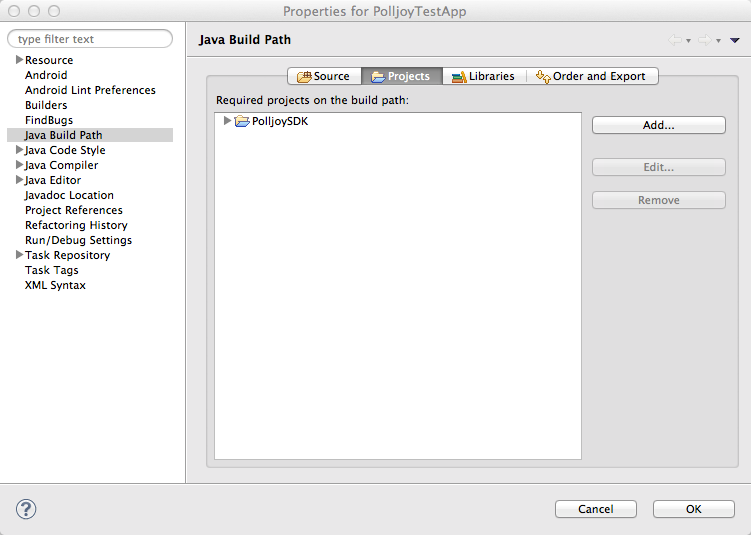 Properties for PolljoyTestApp
type filter text
Resource
Android
Android Lint Preferences
Builders
FindBugs
Java Build Path
Java Code Style
Java Compiler
Java Editor
Javadoc Location
Project References
Refactoring History
Run/Debug Settings
Task Repository
Task Tags
XML Syntax
Java Build Path
Source Projects Libraries Order and Export
Required projects on the build path:
PolljoySDK
Add...
Edit...
Remove
?
Cancel OK